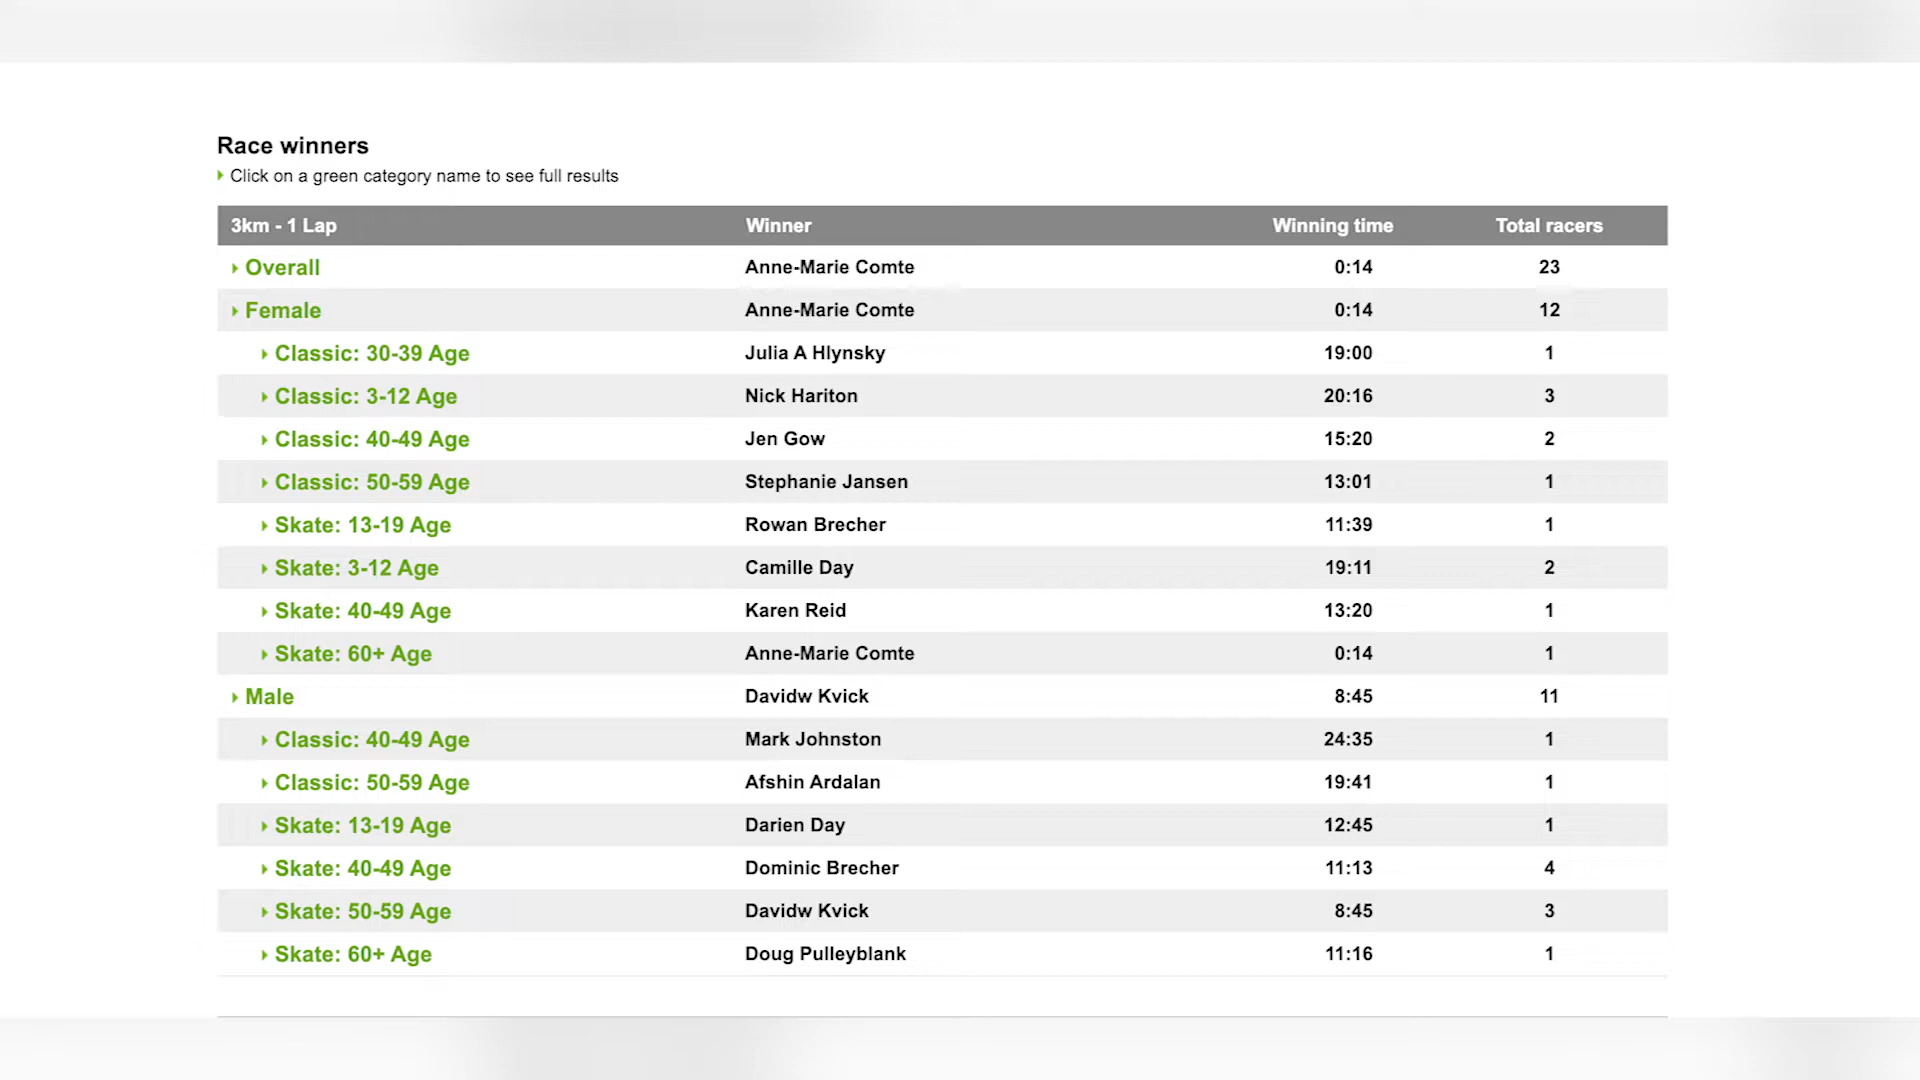 Race winners
Click on a green category name to see full results
3km - 1 Lap Winner Winning time Total racers
Overall Anne-Marie Comte 0:14 23
Female Anne-Marie Comte 0:14 12
Classic: 30-39 Age Julia A Hlynsky 19:00 1
Classic: 3-12 Age Nick Hariton 20:16 3
Classic: 40-49 Age Jen Gow 15:20 2
Classic: 50-59 Age Stephanie Jansen 13:01 1
Skate: 13-19 Age Rowan Brecher 11:39 1
Skate: 3-12 Age Camille Day 19:11 2
Skate: 40-49 Age Karen Reid 13:20 1
Skate: 60+ Age Anne-Marie Comte 0:14 1
Male Davidw Kvick 8:45 11
Classic: 40-49 Age Mark Johnston 24:35 1
Classic: 50-59 Age Afshin Ardalan 19:41 1
Skate: 13-19 Age Darien Day 12:45 1
Skate: 40-49 Age Dominic Brecher 11:13 4
Skate: 50-59 Age Davidw Kvick 8:45 3
Skate: 60+ Age Doug Pulleyblank 11:16 1